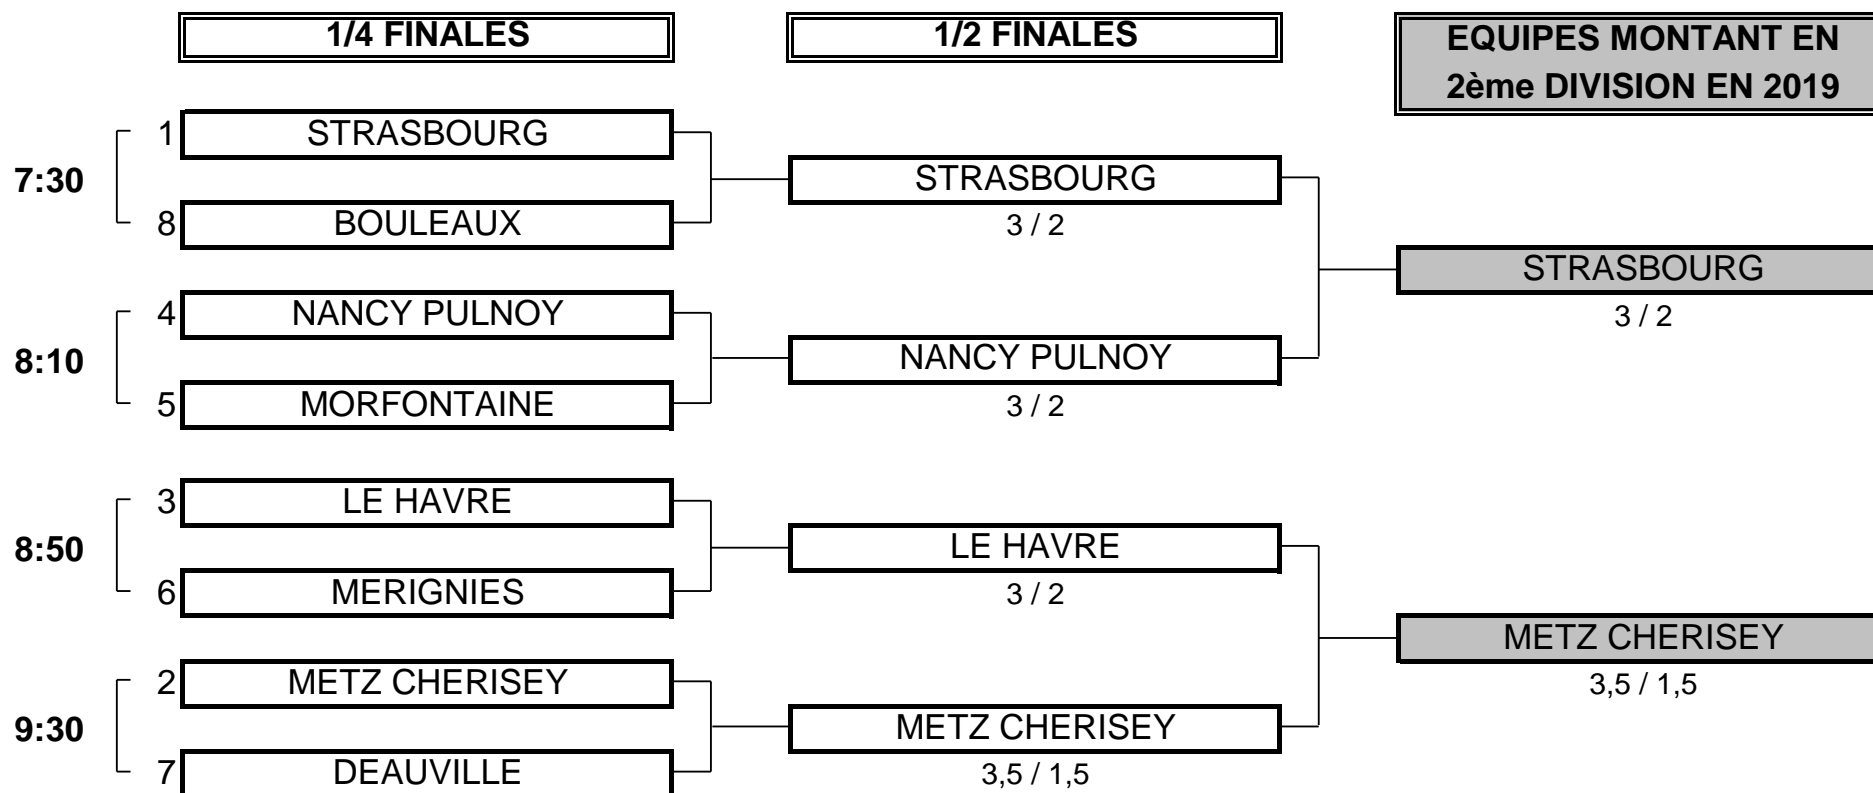 1/4 FINALES
1/2 FINALES
EQUIPES MONTANT EN
2ème DIVISION EN 2019
1 STRASBOURG
7:30
STRASBOURG
8 BOULEAUX
3 / 2
STRASBOURG
3 / 2
4 NANCY PULNOY
8:10
NANCY PULNOY
5 MORFONTAINE
3 / 2
3 LE HAVRE
8:50
LE HAVRE
6 MERIGNIES
3 / 2
METZ CHERISEY
3,5 / 1,5
2 METZ CHERISEY
9:30
METZ CHERISEY
7 DEAUVILLE
3,5 / 1,5